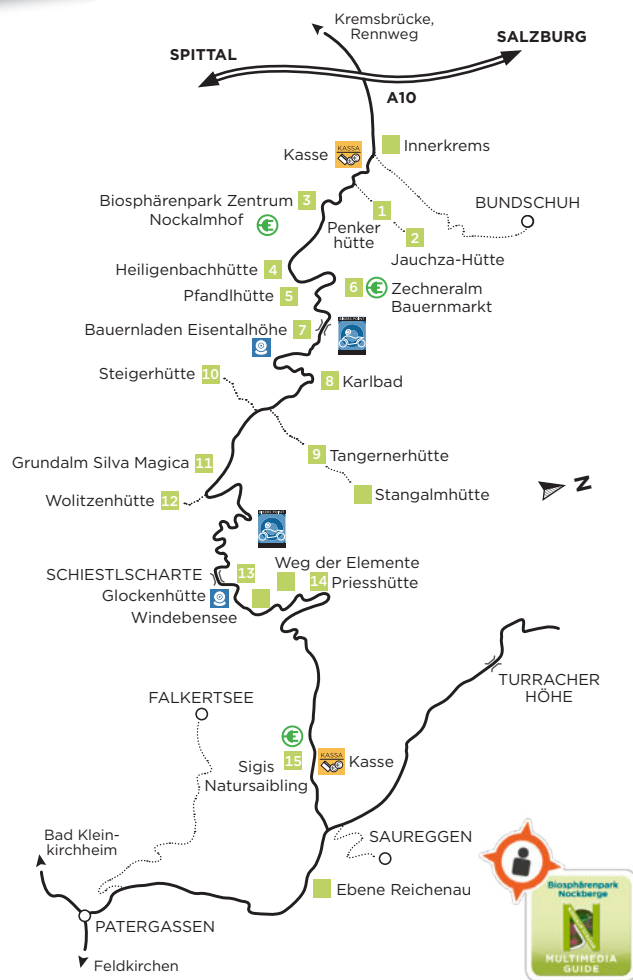 Kremsbrücke,
Rennweg
SPITTAL
SALZBURG
A10
Kasse
KASSA
Innerkrems
Biosphärenpark Zentrum
Nockalmhof
3
1
Penker
hütte
BUNDSCHUH
2
Jauchza-Hütte
Heiligenbachhütte 4
Pfandlhütte 5
6 Zechneralm
Bauernmarkt
Bauernladen Eisentalhöhe 7
Steigerhütte 10
8 Karlbad
9 Tangernerhütte
Grundalm Silva Magica 11
Stangalmhütte
Wolitzenhütte 12
N
SCHIESTLSCHARTE 13
Glockenhütte
Weg der Elemente
14 Priesshütte
Windebensee
TURRACHER
HÖHE
FALKERTSEE
Sigis 15
Natursaibling
KASSA
Kasse
Bad Klein-
kirchheim
SAUREGGEN
Ebene Reichenau
PATERGASSEN
Feldkirchen
Biosphärenpark
Nockberge
MULTIMEDIA
GUIDE